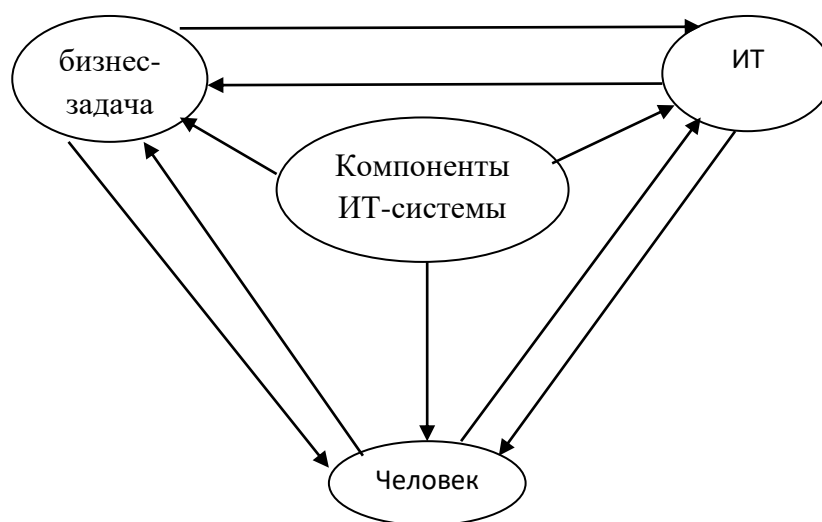 бизнес-
задача
ИТ
Компоненты
ИТ-системы
Человек